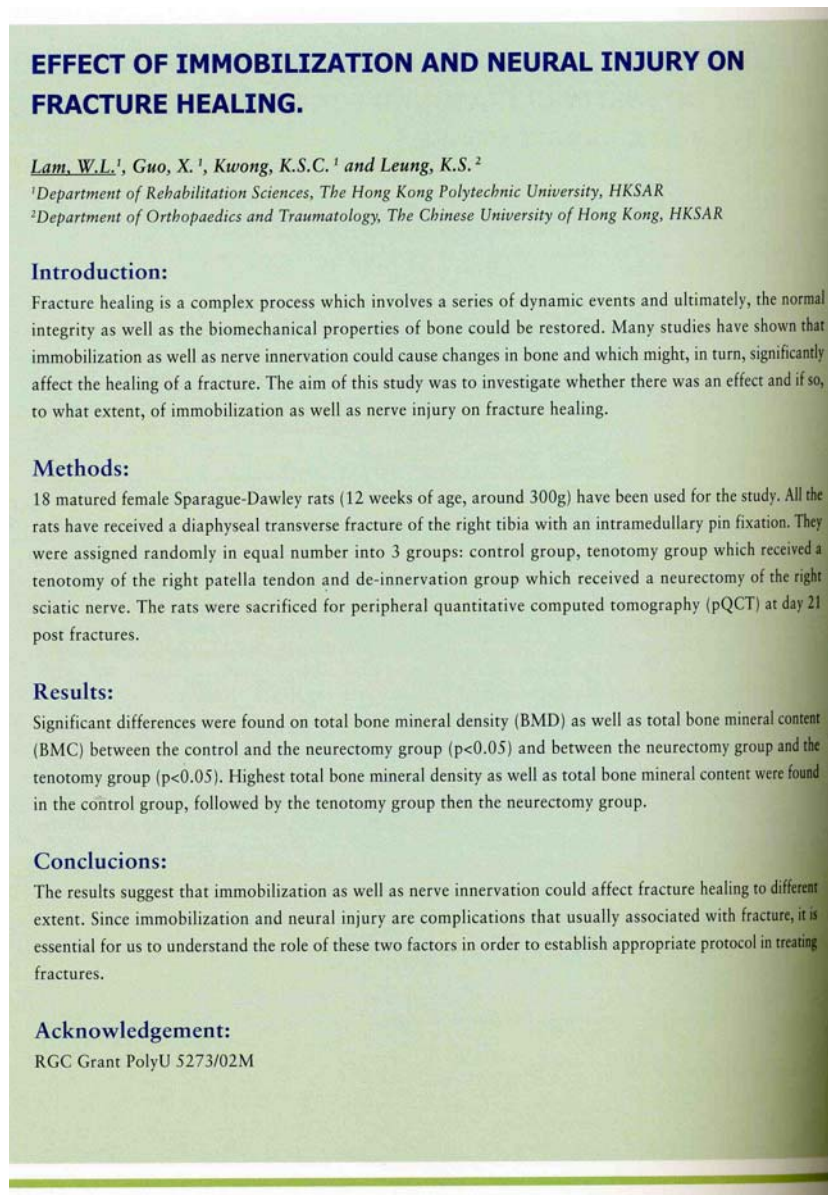 EFFECT OF IMMOBILIZATION AND NEURAL INJURY ON
FRACTURE HEALING.
Lam, W.L.¹, Guo, X. ¹, Kwong, K.S.C. ¹ and Leung, K.S. ²
¹Department of Rehabilitation Sciences, The Hong Kong Polytechnic University, HKSAR
²Department of Orthopaedics and Traumatology, The Chinese University of Hong Kong, HKSAR
Introduction:
Fracture healing is a complex process which involves a series of dynamic events and ultimately, the normal
integrity as well as the biomechanical properties of bone could be restored. Many studies have shown that
immobilization as well as nerve innervation could cause changes in bone and which might, in turn, significantly
affect the healing of a fracture. The aim of this study was to investigate whether there was an effect and if so,
to what extent, of immobilization as well as nerve injury on fracture healing.
Methods:
18 matured female Sparague-Dawley rats (12 weeks of age, around 300g) have been used for the study. All the
rats have received a diaphyseal transverse fracture of the right tibia with an intramedullary pin fixation. They
were assigned randomly in equal number into 3 groups: control group, tenotomy group which received a
tenotomy of the right patella tendon and de-innervation group which received a neurectomy of the right
sciatic nerve. The rats were sacrificed for peripheral quantitative computed tomography (pQCT) at day 21
post fractures.
Results:
Significant differences were found on total bone mineral density (BMD) as well as total bone mineral content
(BMC) between the control and the neurectomy group (p<0.05) and between the neurectomy group and the
tenotomy group (p<0.05). Highest total bone mineral density as well as total bone mineral content were found
in the control group, followed by the tenotomy group then the neurectomy group.
Conclucions:
The results suggest that immobilization as well as nerve innervation could affect fracture healing to different
extent. Since immobilization and neural injury are complications that usually associated with fracture, it is
essential for us to understand the role of these two factors in order to establish appropriate protocol in treating
fractures.
Acknowledgement:
RGC Grant PolyU 5273/02M